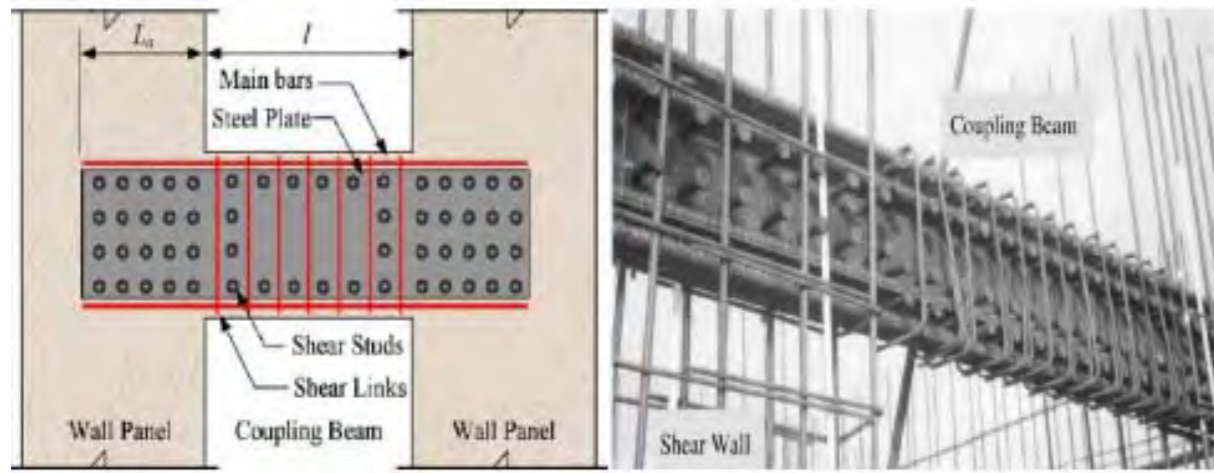 Lₐ
l
Main bars
Steel Plate
Shear Studs
Shear Links
Wall Panel
Coupling Beam
Wall Panel
Coupling Beam
Shear Wall